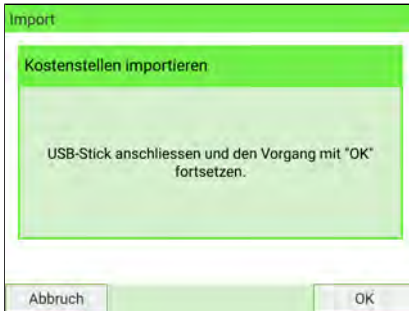 Import
Kostenstellen importieren
USB-Stick anschliessen und den Vorgang mit "OK"
fortsetzen.
Abbruch
OK